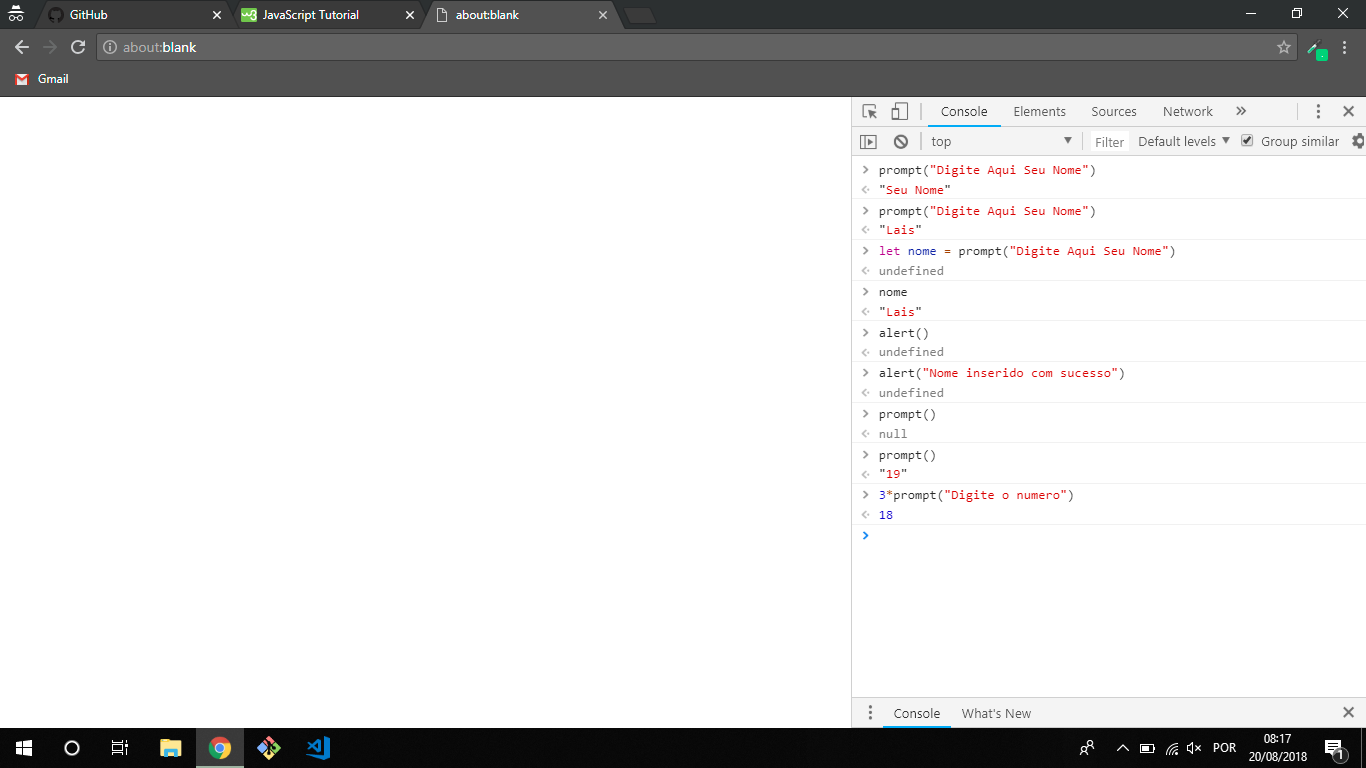 GitHub
JavaScript Tutorial
about:blank
about:blank
Gmail
Console Elements Sources Network
top Filter Default levels Group similar
prompt("Digite Aqui Seu Nome")
"Seu Nome"
prompt("Digite Aqui Seu Nome")
"Lais"
let nome = prompt("Digite Aqui Seu Nome")
undefined
nome
"Lais"
alert()
undefined
alert("Nome inserido com sucesso")
undefined
prompt()
null
prompt()
"19"
3*prompt("Digite o numero")
18
Console What's New
POR
08:17
20/08/2018
1